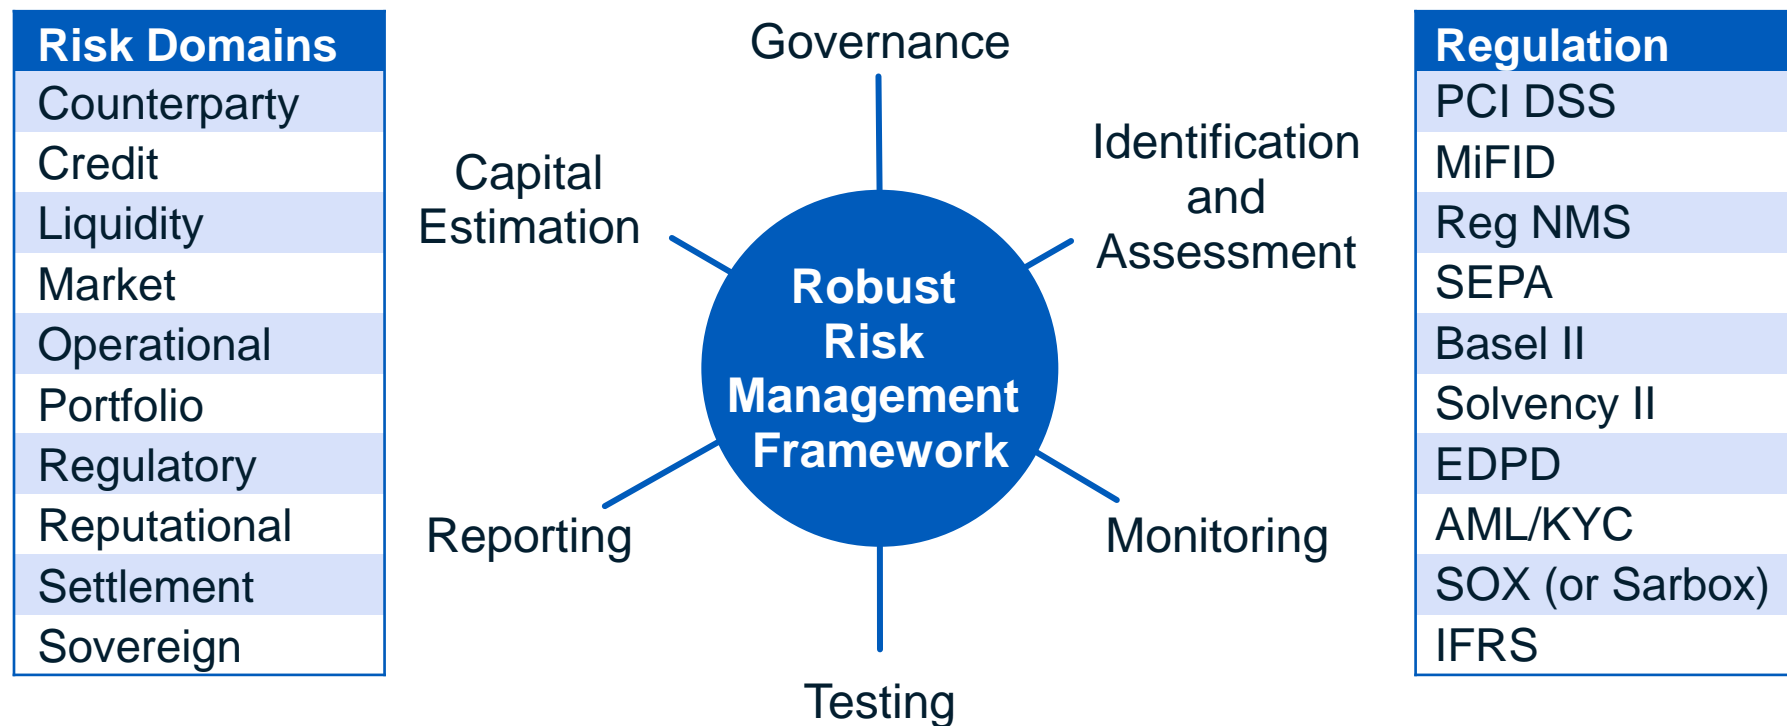 Risk Domains
Counterparty
Credit
Liquidity
Market
Operational
Portfolio
Regulatory
Reputational
Settlement
Sovereign
Governance
Capital
Estimation
Identification
and
Assessment
Robust
Risk
Management
Framework
Reporting
Monitoring
Testing
Regulation
PCI DSS
MiFID
Reg NMS
SEPA
Basel II
Solvency II
EDPD
AML/KYC
SOX (or Sarbox)
IFRS